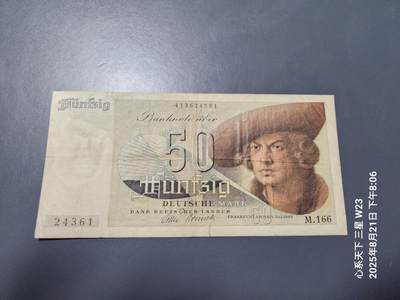 Fünfzig
413624361
Banknote über
50
Fünfzig
DEUTSCHE MARK
BANK DEUTSCHER LÄNDER
24361
M.166
心系天下 三星 W23
2025年8月21日 下午8:06